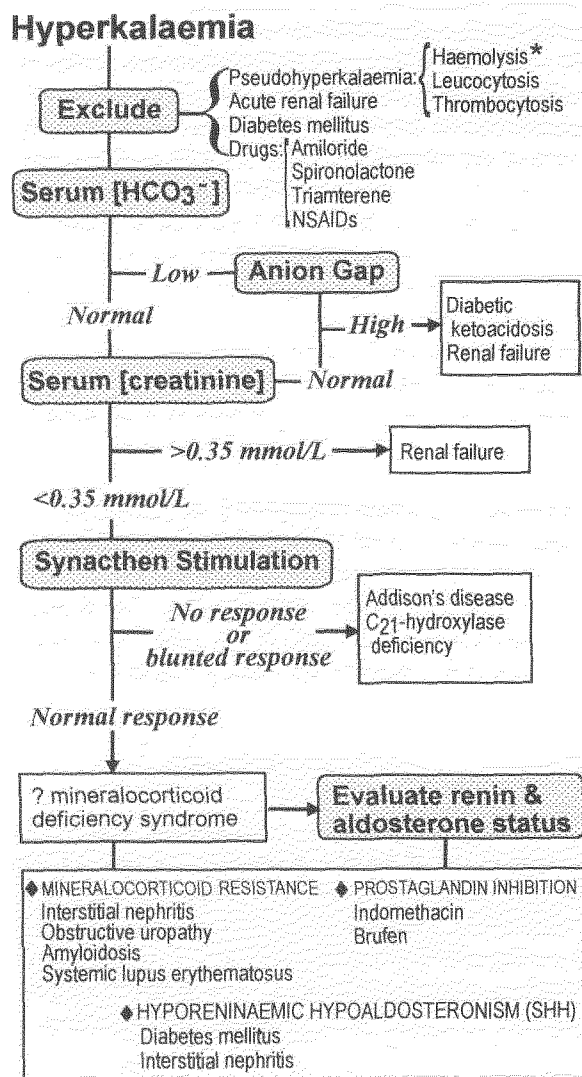 Hyperkalaemia
Exclude
Pseudohyperkalaemia:
Haemolysis*
Leucocytosis
Thrombocytosis
Acute renal failure
Diabetes mellitus
Drugs:
Amiloride
Spironolactone
Triamterene
NSAIDs
Serum [HCO3⁻]
Low
Anion Gap
Normal
High
Diabetic
ketoacidosis
Renal failure
Serum [creatinine]
Normal
>0.35 mmol/L
Renal failure
<0.35 mmol/L
Synacthen Stimulation
No response
or
blunted response
Addison's disease
C21-hydroxylase
deficiency
Normal response
? mineralocorticoid
deficiency syndrome
Evaluate renin &
aldosterone status
◆ MINERALOCORTICOID RESISTANCE
Interstitial nephritis
Obstructive uropathy
Amyloidosis
Systemic lupus erythematosus
◆ PROSTAGLANDIN INHIBITION
Indomethacin
Brufen
◆ HYPORENINAEMIC HYPOALDOSTERONISM (SHH)
Diabetes mellitus
Interstitial nephritis